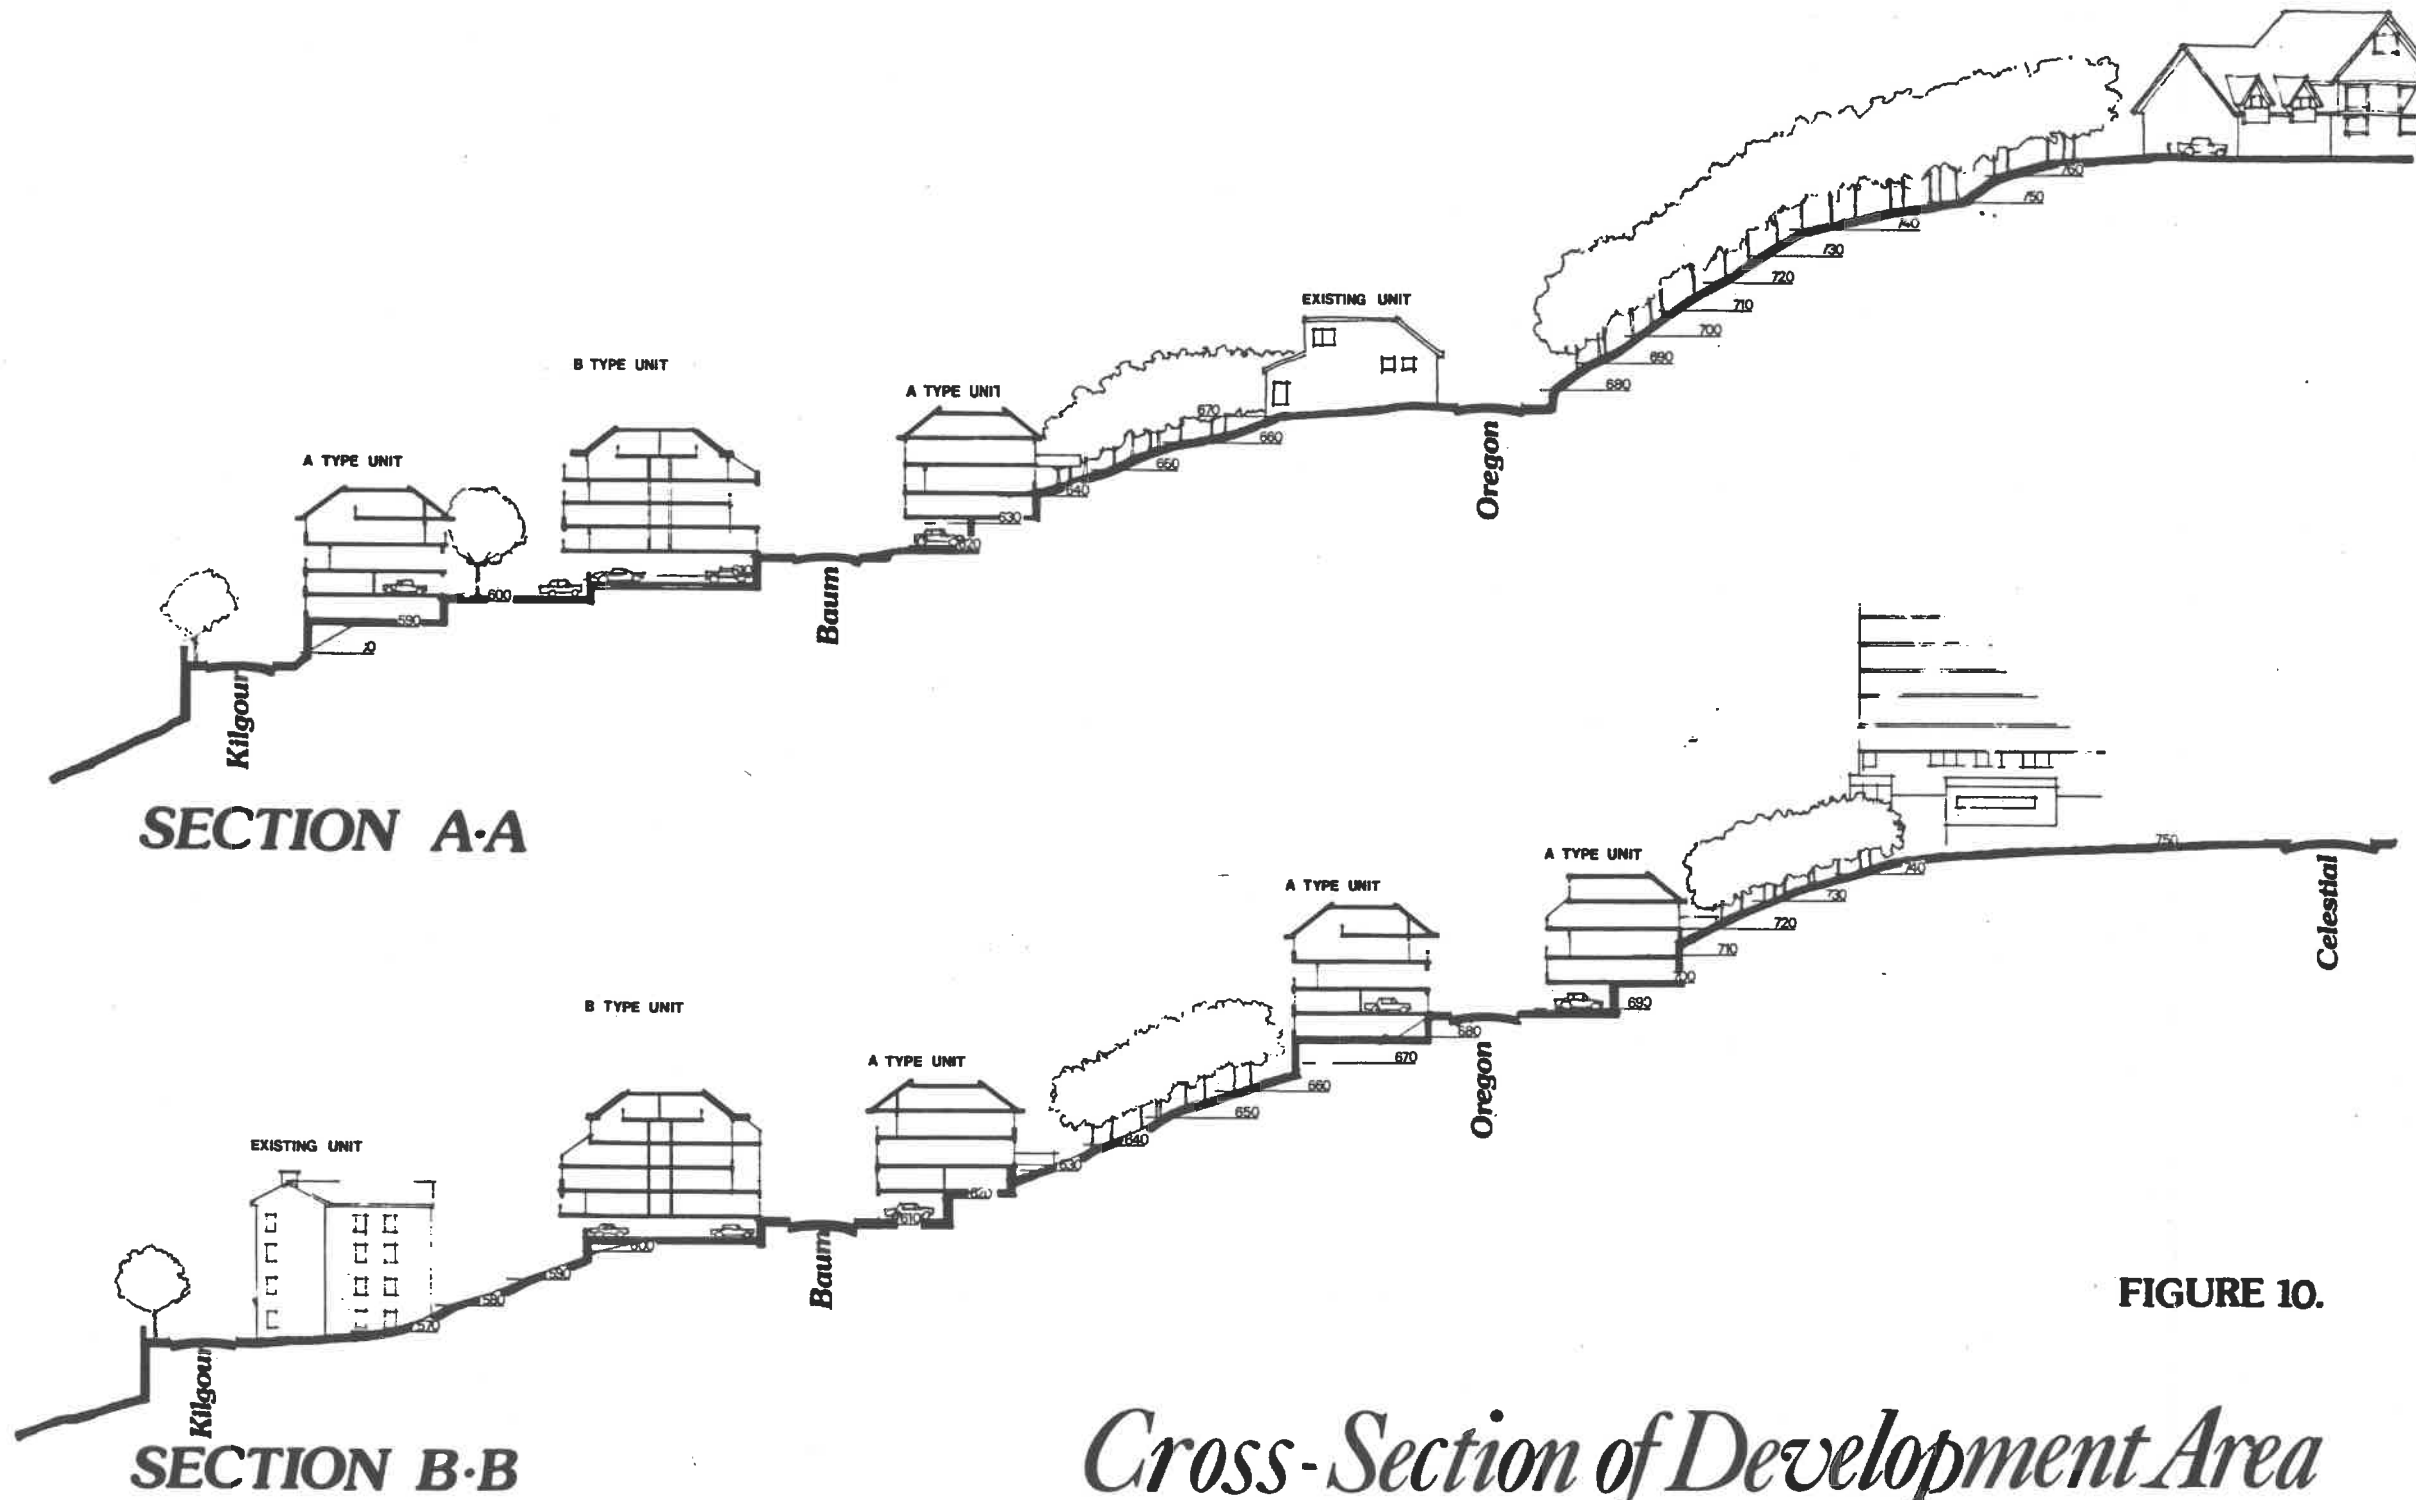 EXISTING UNIT
B TYPE UNIT
A TYPE UNIT
A TYPE UNIT
760
750
740
730
720
710
700
690
680
670
660
650
640
630
620
610
600
590
Oregon
Baum
Kilgour
SECTION A·A
A TYPE UNIT
A TYPE UNIT
B TYPE UNIT
A TYPE UNIT
EXISTING UNIT
750
740
730
720
710
700
690
680
670
660
650
640
630
620
610
600
590
580
570
Celestial
Oregon
Baum
Kilgour
SECTION B·B
FIGURE 10.
Cross-Section of Development Area